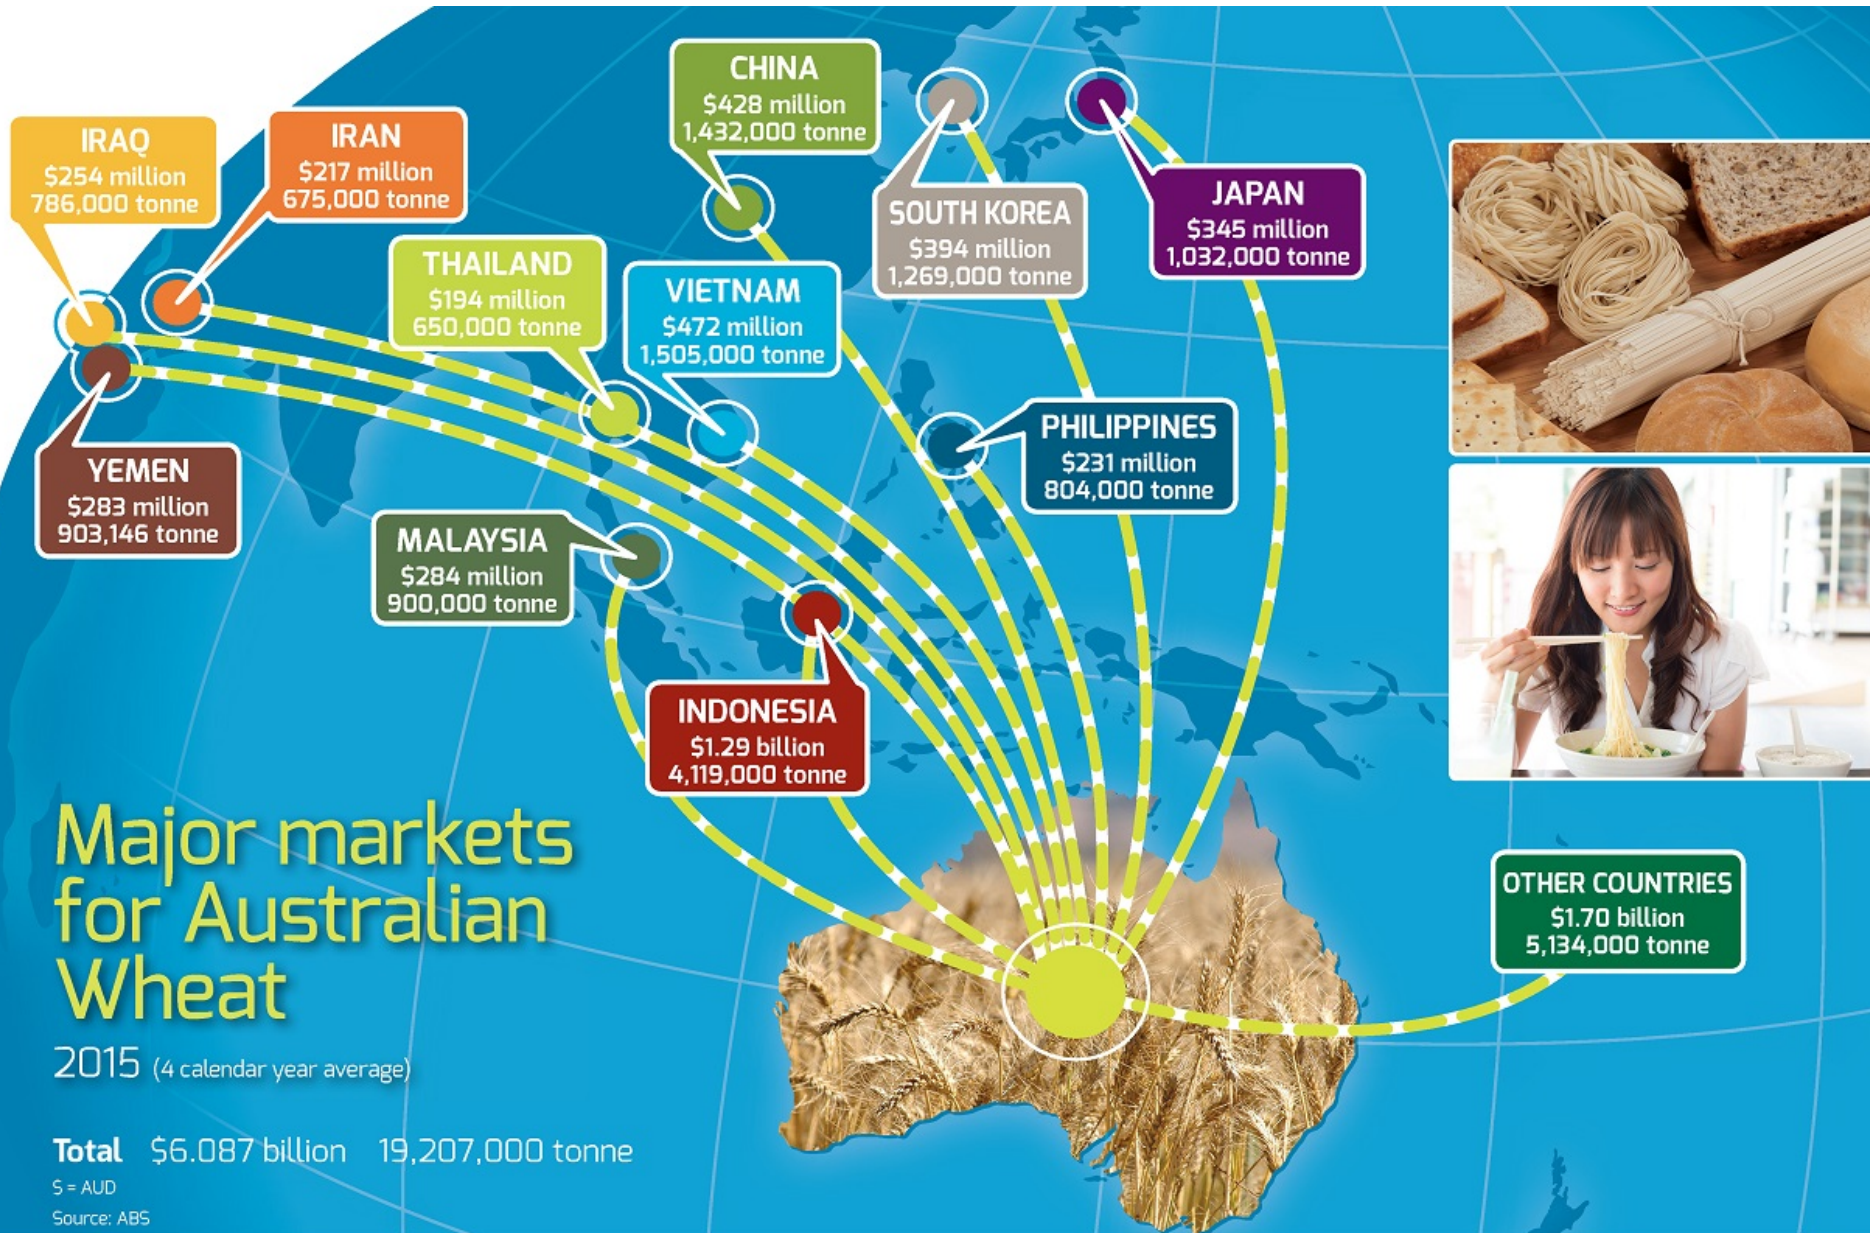 CHINA
$428 million
1,432,000 tonne
IRAQ
$254 million
786,000 tonne
IRAN
$217 million
675,000 tonne
THAILAND
$194 million
650,000 tonne
VIETNAM
$472 million
1,505,000 tonne
SOUTH KOREA
$394 million
1,269,000 tonne
JAPAN
$345 million
1,032,000 tonne
PHILIPPINES
$231 million
804,000 tonne
YEMEN
$283 million
903,146 tonne
MALAYSIA
$284 million
900,000 tonne
INDONESIA
$1.29 billion
4,119,000 tonne
OTHER COUNTRIES
$1.70 billion
5,134,000 tonne
Major markets
for Australian
Wheat
2015 (4 calendar year average)
Total $6.087 billion 19,207,000 tonne
$ = AUD
Source: ABS